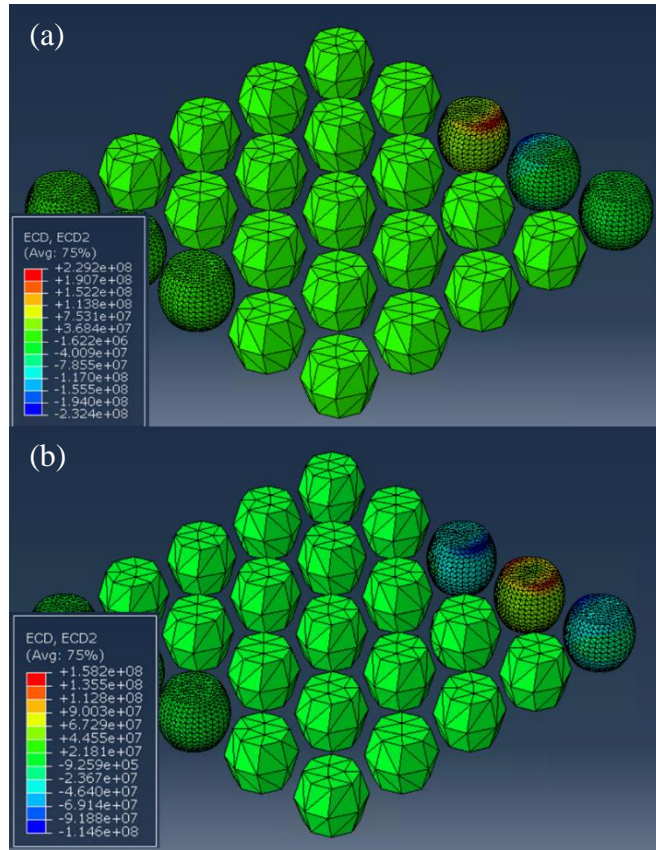 (a)
ECD, ECD2
(Avg: 75%)
+2.292e+08
+1.907e+08
+1.522e+08
+1.138e+08
+7.531e+07
+3.684e+07
-1.622e+06
-4.009e+07
-7.855e+07
-1.170e+08
-1.555e+08
-1.940e+08
-2.324e+08
(b)
ECD, ECD2
(Avg: 75%)
+1.582e+08
+1.355e+08
+1.128e+08
+9.003e+07
+6.729e+07
+4.455e+07
+2.181e+07
-9.259e+05
-2.367e+07
-4.640e+07
-6.914e+07
-9.188e+07
-1.146e+08